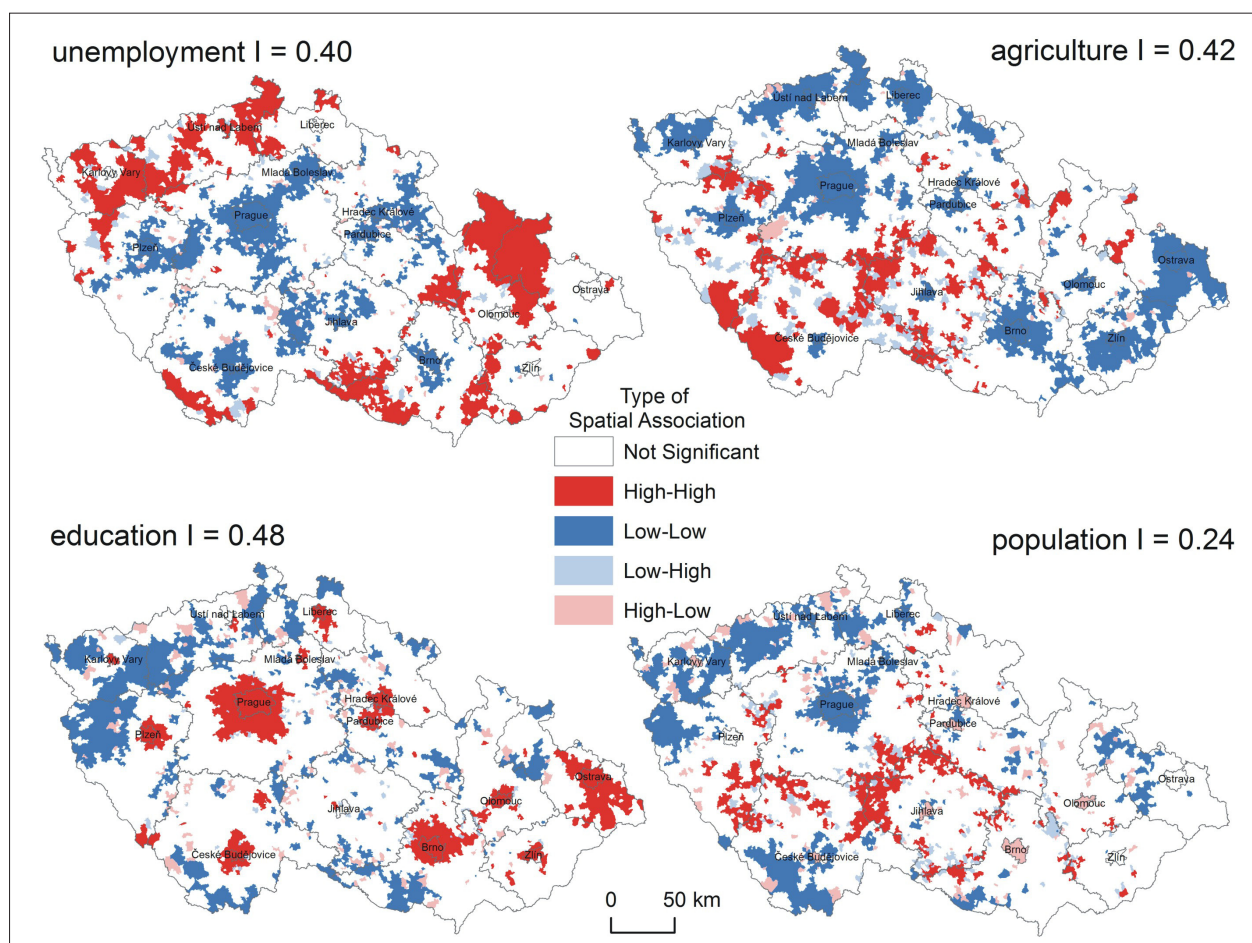 unemployment I = 0.40
agriculture I = 0.42
Ústí nad Labem
Liberec
Karlovy Vary
Mladá Boleslav
Prague
Hradec Králové
Pardubice
Plzeň
Ostrava
Olomouc
Jihlava
Brno
Zlín
České Budějovice
Ústí nad Labem
Liberec
Karlovy Vary
Mladá Boleslav
Prague
Hradec Králové
Pardubice
Plzeň
Ostrava
Olomouc
Jihlava
Brno
Zlín
České Budějovice
Type of
Spatial Association
Not Significant
High-High
Low-Low
Low-High
High-Low
education I = 0.48
population I = 0.24
Ústí nad Labem
Liberec
Karlovy Vary
Mladá Boleslav
Prague
Hradec Králové
Pardubice
Plzeň
Ostrava
Olomouc
Jihlava
Brno
Zlín
České Budějovice
Ústí nad Labem
Liberec
Karlovy Vary
Mladá Boleslav
Prague
Hradec Králové
Pardubice
Plzeň
Ostrava
Olomouc
Jihlava
Brno
Zlín
České Budějovice
0 50 km